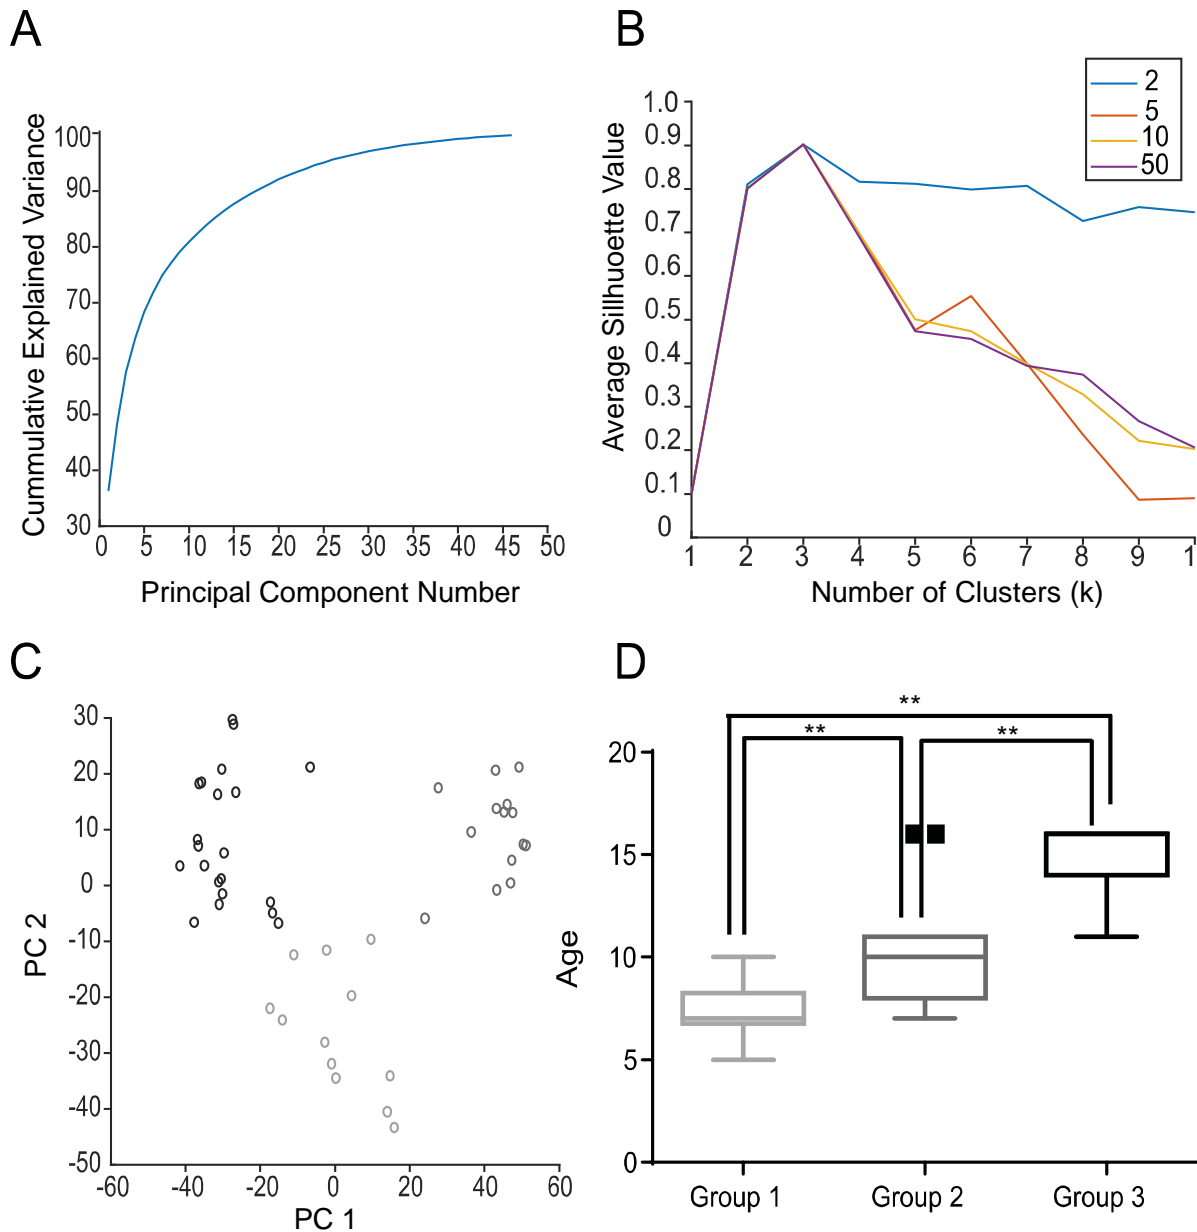 A
Cummulative Explained Variance
100
90
80
70
60
50
40
30
0 5 10 15 20 25 30 35 40 45 50
Principal Component Number
B
2
5
10
50
Average Sillhuoette Value
1.0
0.9
0.8
0.7
0.6
0.5
0.4
0.3
0.2
0.1
0
1 2 3 4 5 6 7 8 9 1
Number of Clusters (k)
C
PC 2
30
20
10
0
-10
-20
-30
-40
-50
-60 -40 -20 0 20 40 60
PC 1
D
**
** **
Age
20
15
10
5
0
Group 1 Group 2 Group 3